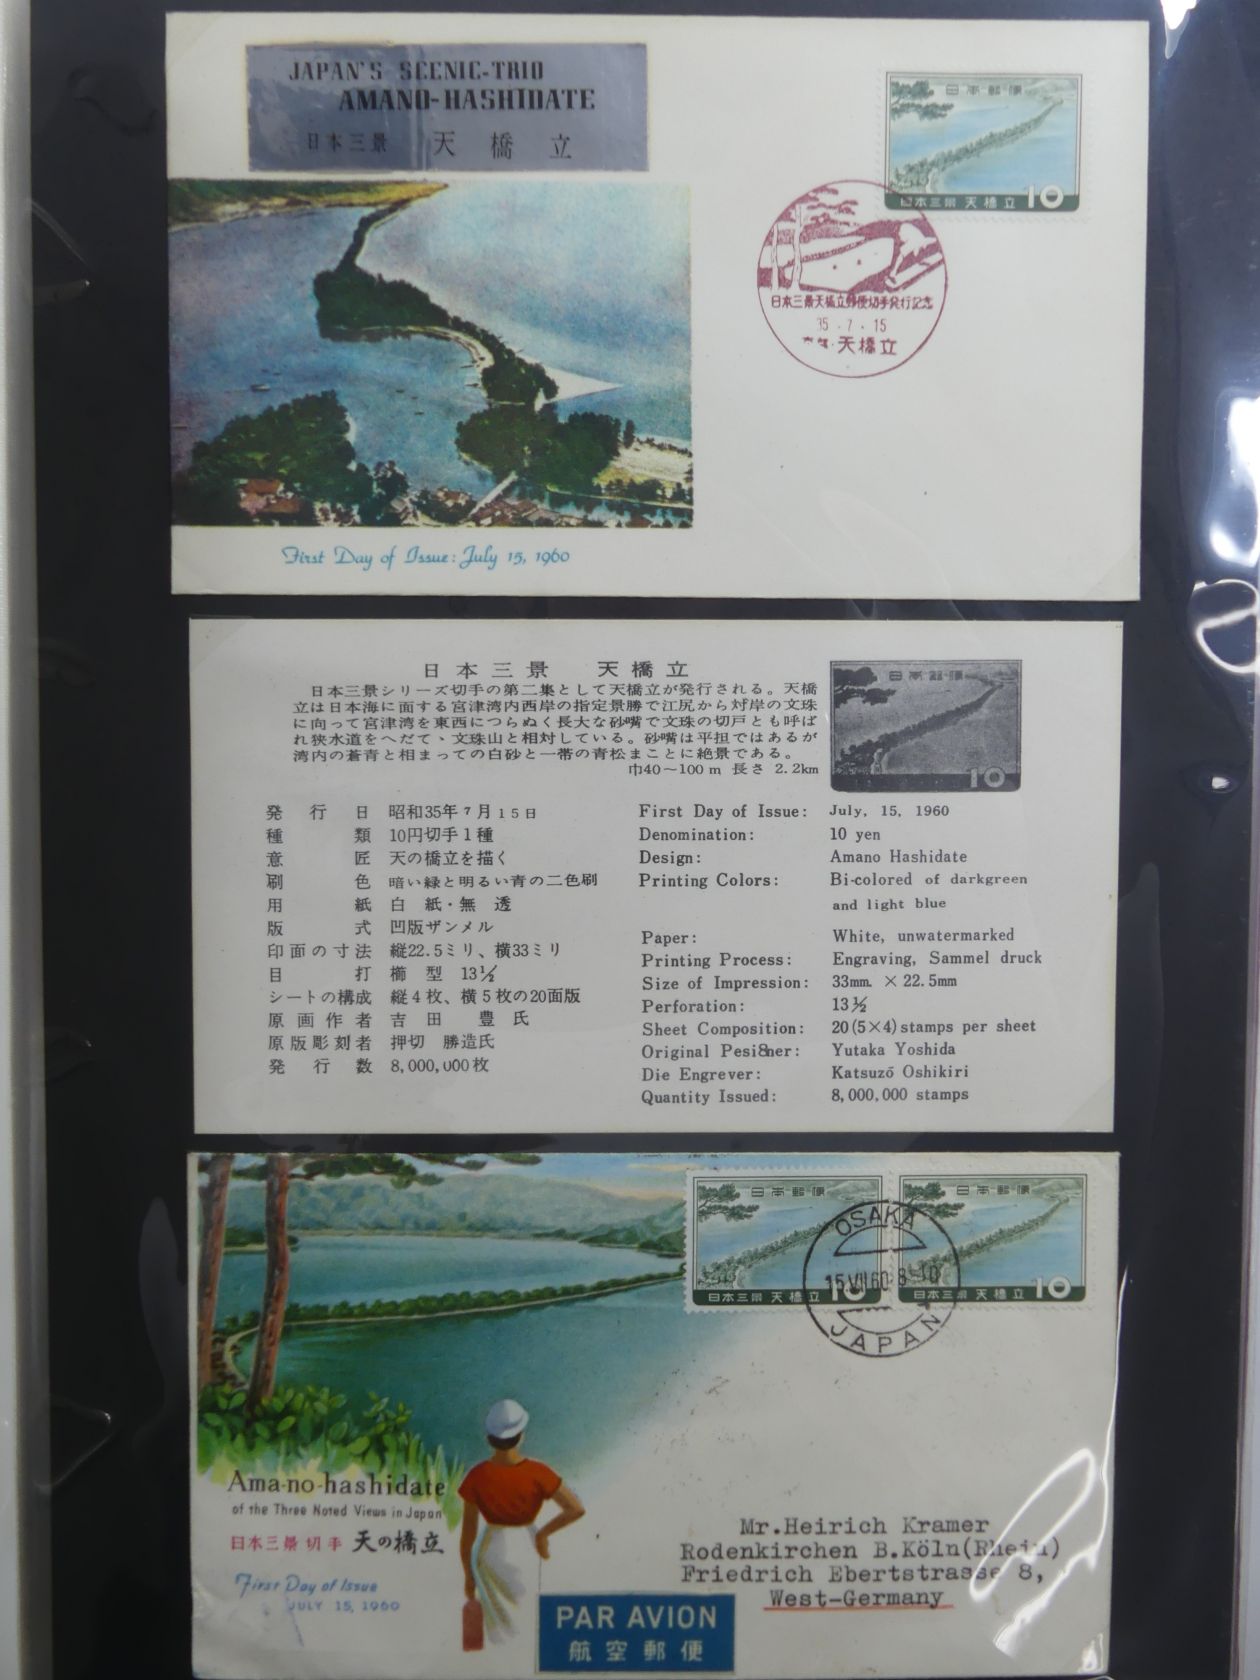 JAPAN'S SCENIC-TRIO
AMANO-HASHIDATE
日本三景 天橋立
日本郵便
日本三景 天橋立 10
日本三景天橋立郵便切手発行記念
35.7.15
京都・天橋立
First Day of Issue: July 15, 1960
日本三景 天橋立
日本三景シリーズ切手の第二集として天橋立が発行される。天橋
立は日本海に面する宮津湾内西岸の指定景勝で江尻から対岸の文珠
に向って宮津湾を東西につらぬく長大な砂嘴で文珠の切戸とも呼ば
れ狭水道をへだて、文珠山と相対している。砂嘴は平担ではあるが
湾内の蒼青と相まっての白砂と一帯の青松まことに絶景である。
巾40〜100m 長さ 2.2km
日本郵便
10
発行日 昭和35年7月15日
種類 10円切手1種
意匠 天の橋立を描く
刷色 暗い緑と明るい青の二色刷
用紙 白紙・無透
版式 凹版ザンメル
印面の寸法 縦22.5ミリ、横33ミリ
目打 櫛型 13½
シートの構成 縦4枚、横5枚の20面版
原画作者 吉田 豊氏
原版彫刻者 押切 勝造氏
発行数 8,000,000枚
First Day of Issue: July, 15, 1960
Denomination: 10 yen
Design: Amano Hashidate
Printing Colors: Bi-colored of darkgreen
and light blue
Paper: White, unwatermarked
Printing Process: Engraving, Sammel druck
Size of Impression: 33mm. × 22.5mm
Perforation: 13½
Sheet Composition: 20(5×4)stamps per sheet
Original Pesi8ner: Yutaka Yoshida
Die Engrever: Katsuzō Oshikiri
Quantity Issued: 8,000,000 stamps
日本郵便
日本三景 天橋立 10
日本郵便
日本三景 天橋立 10
OSAKA
15.VII.60 8-10
JAPAN
Ama-no-hashidate
of the Three Noted Views in Japan
日本三景切手 天の橋立
First Day of Issue
JULY 15, 1960
Mr.Heirich Kramer
Rodenkirchen B.Köln(Rhein)
Friedrich Ebertstrasse 8,
West-Germany
PAR AVION
航空郵便